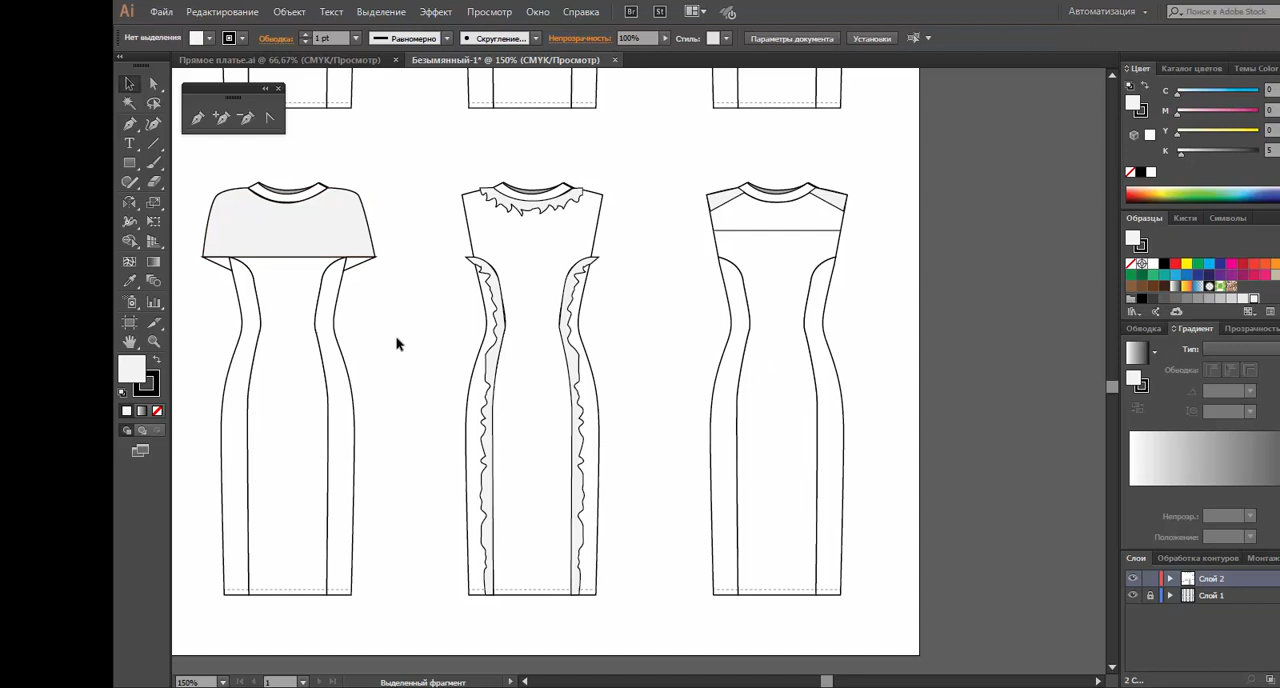 Ai Файл Редактирование Объект Текст Выделение Эффект Просмотр Окно Справка Br St Автоматизация Поиск в Adobe Stock
Нет выделения Обводка: 1 pt Равномерно Скругление... Непрозрачность: 100% Стиль: Параметры документа Установки
Прямое платье.ai @ 66,67% (CMYK/Просмотр) Безымянный-1* @ 150% (CMYK/Просмотр)
Цвет Каталог цветов Темы Color
C 0
M 0
Y 0
K 5
Образцы Кисти Символы
Обводка Градиент Прозрачность
Тип:
Обводка:
Непрозр.:
Положение:
Слои Обработка контуров Монтаж
Слой 2
Слой 1
150% 1 Выделенный фрагмент 2 С...